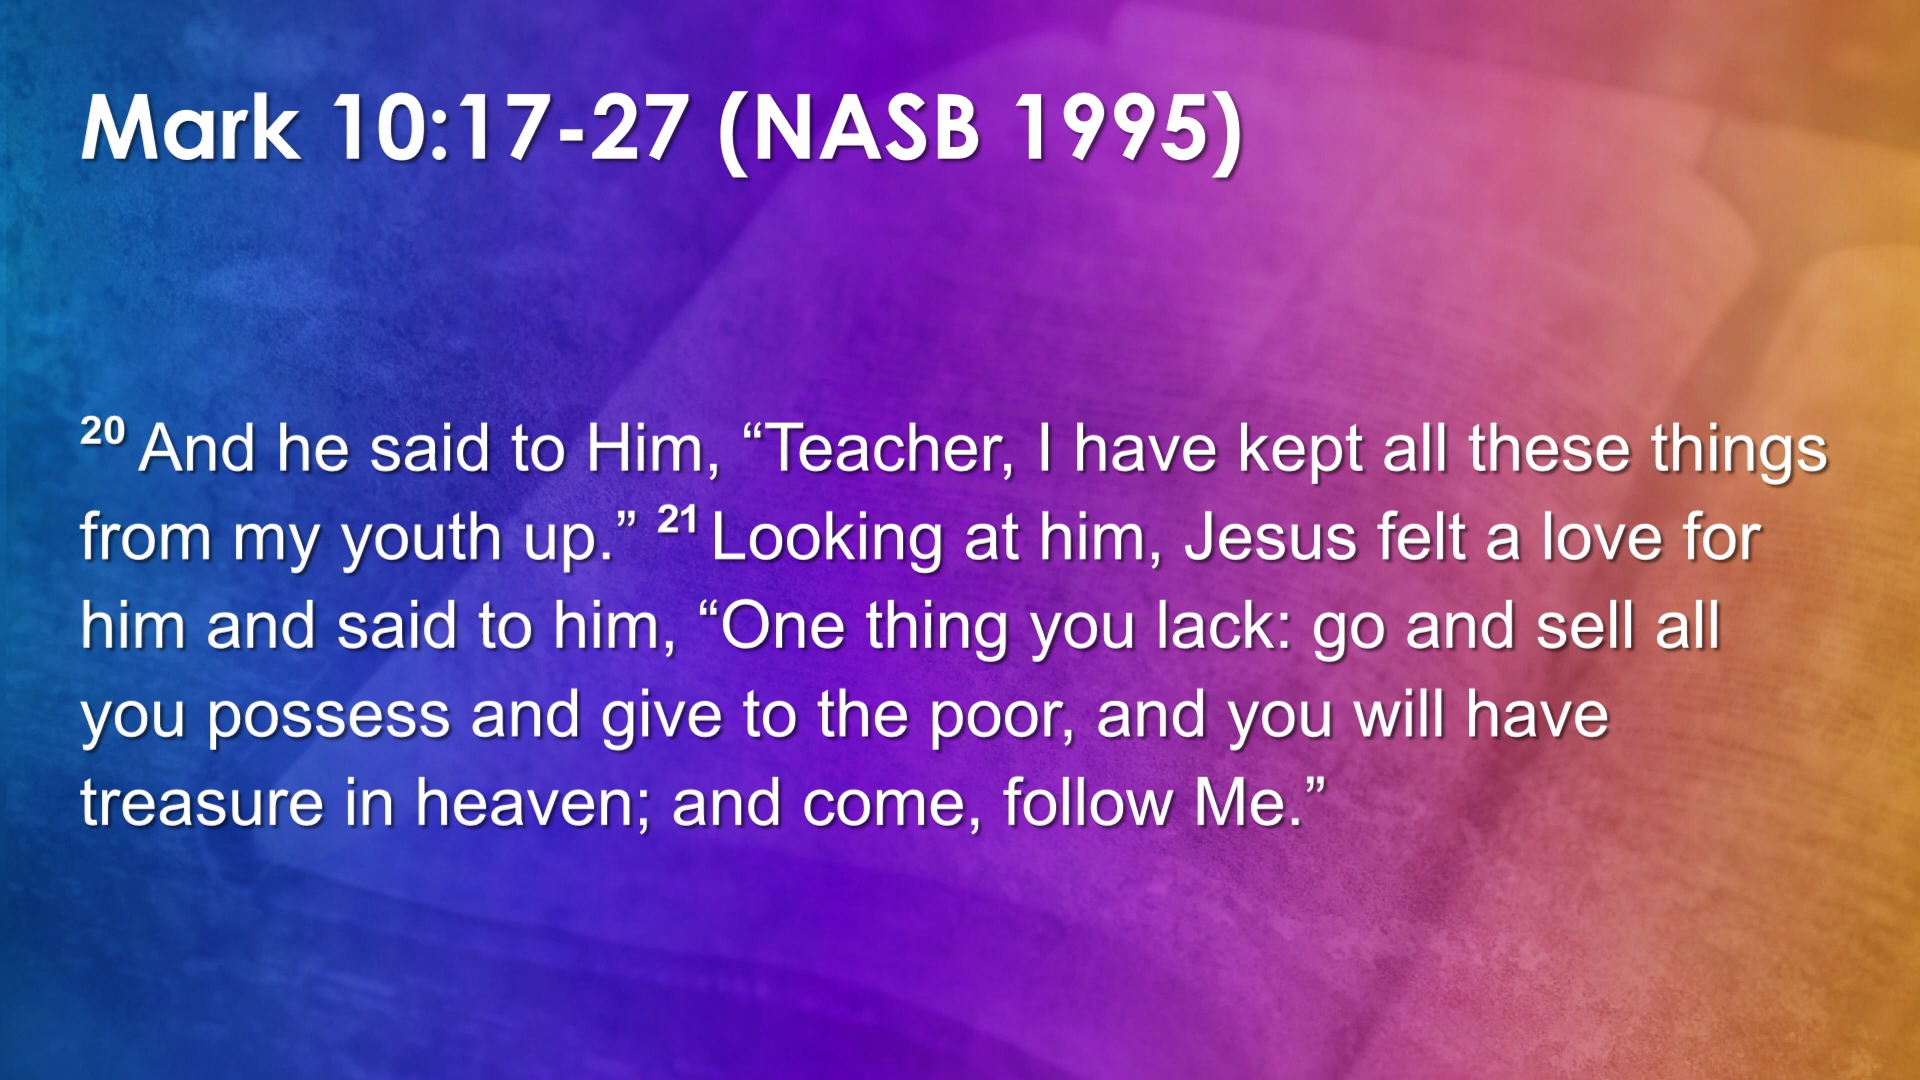 Mark 10:17-27 (NASB 1995)
20 And he said to Him, “Teacher, I have kept all these things
from my youth up.” 21 Looking at him, Jesus felt a love for
him and said to him, “One thing you lack: go and sell all
you possess and give to the poor, and you will have
treasure in heaven; and come, follow Me.”